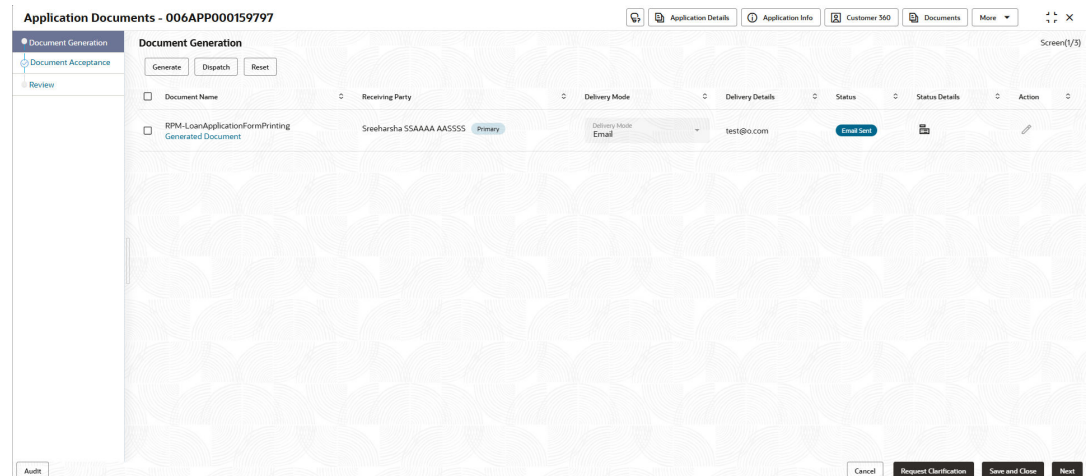 Application Documents - 006APP000159797
Application Details
Application Info
Customer 360
Documents
More
Document Generation
Document Acceptance
Review
Document Generation
Screen(1/3)
Generate
Dispatch
Reset
Document Name
Receiving Party
Delivery Mode
Delivery Details
Status
Status Details
Action
RPM-LoanApplicationFormPrinting
Generated Document
Sreeharsha SSAAAA AASSSS
Primary
Delivery Mode
Email
test@o.com
Email Sent
Audit
Cancel
Request Clarification
Save and Close
Next